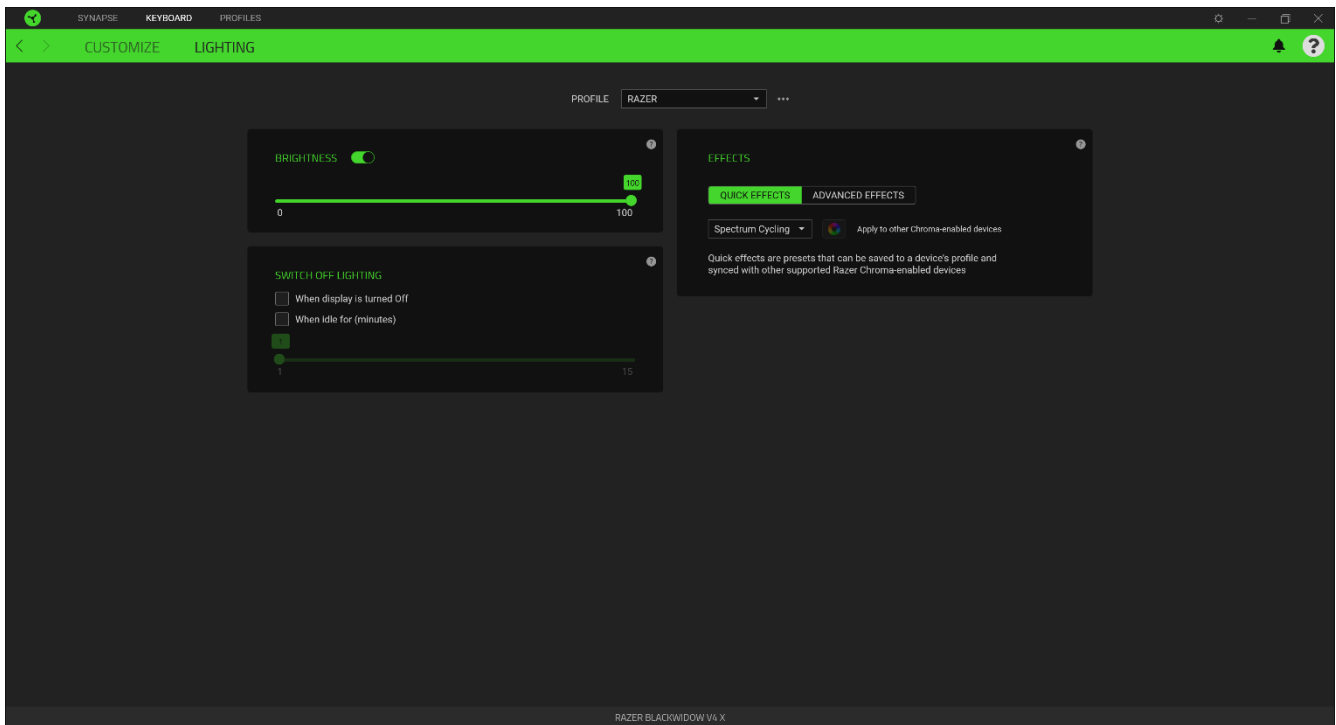 SYNAPSE KEYBOARD PROFILES
CUSTOMIZE LIGHTING
?
PROFILE RAZER
BRIGHTNESS
?
100
0 100
SWITCH OFF LIGHTING
?
When display is turned Off
When idle for (minutes)
1
1 15
EFFECTS
?
QUICK EFFECTS ADVANCED EFFECTS
Spectrum Cycling Apply to other Chroma-enabled devices
Quick effects are presets that can be saved to a device's profile and
synced with other supported Razer Chroma-enabled devices
RAZER BLACKWIDOW V4 X